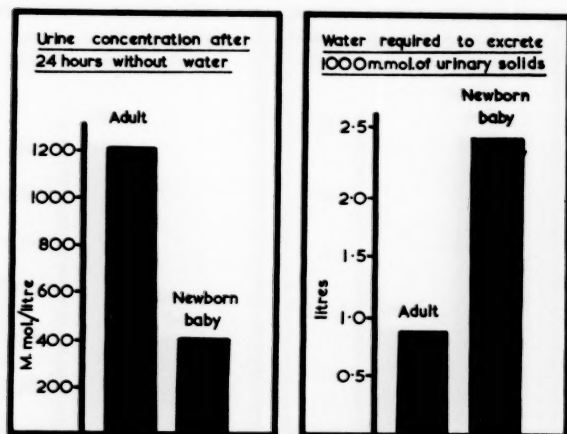 Urine concentration after
24 hours without water
Adult
1200
1000
800
600
400
200
M.mol/litre
Newborn
baby
Water required to excrete
1000m.mol.of urinary solids
Newborn
baby
2·5
2·0
1·5
1·0
0·5
litres
Adult